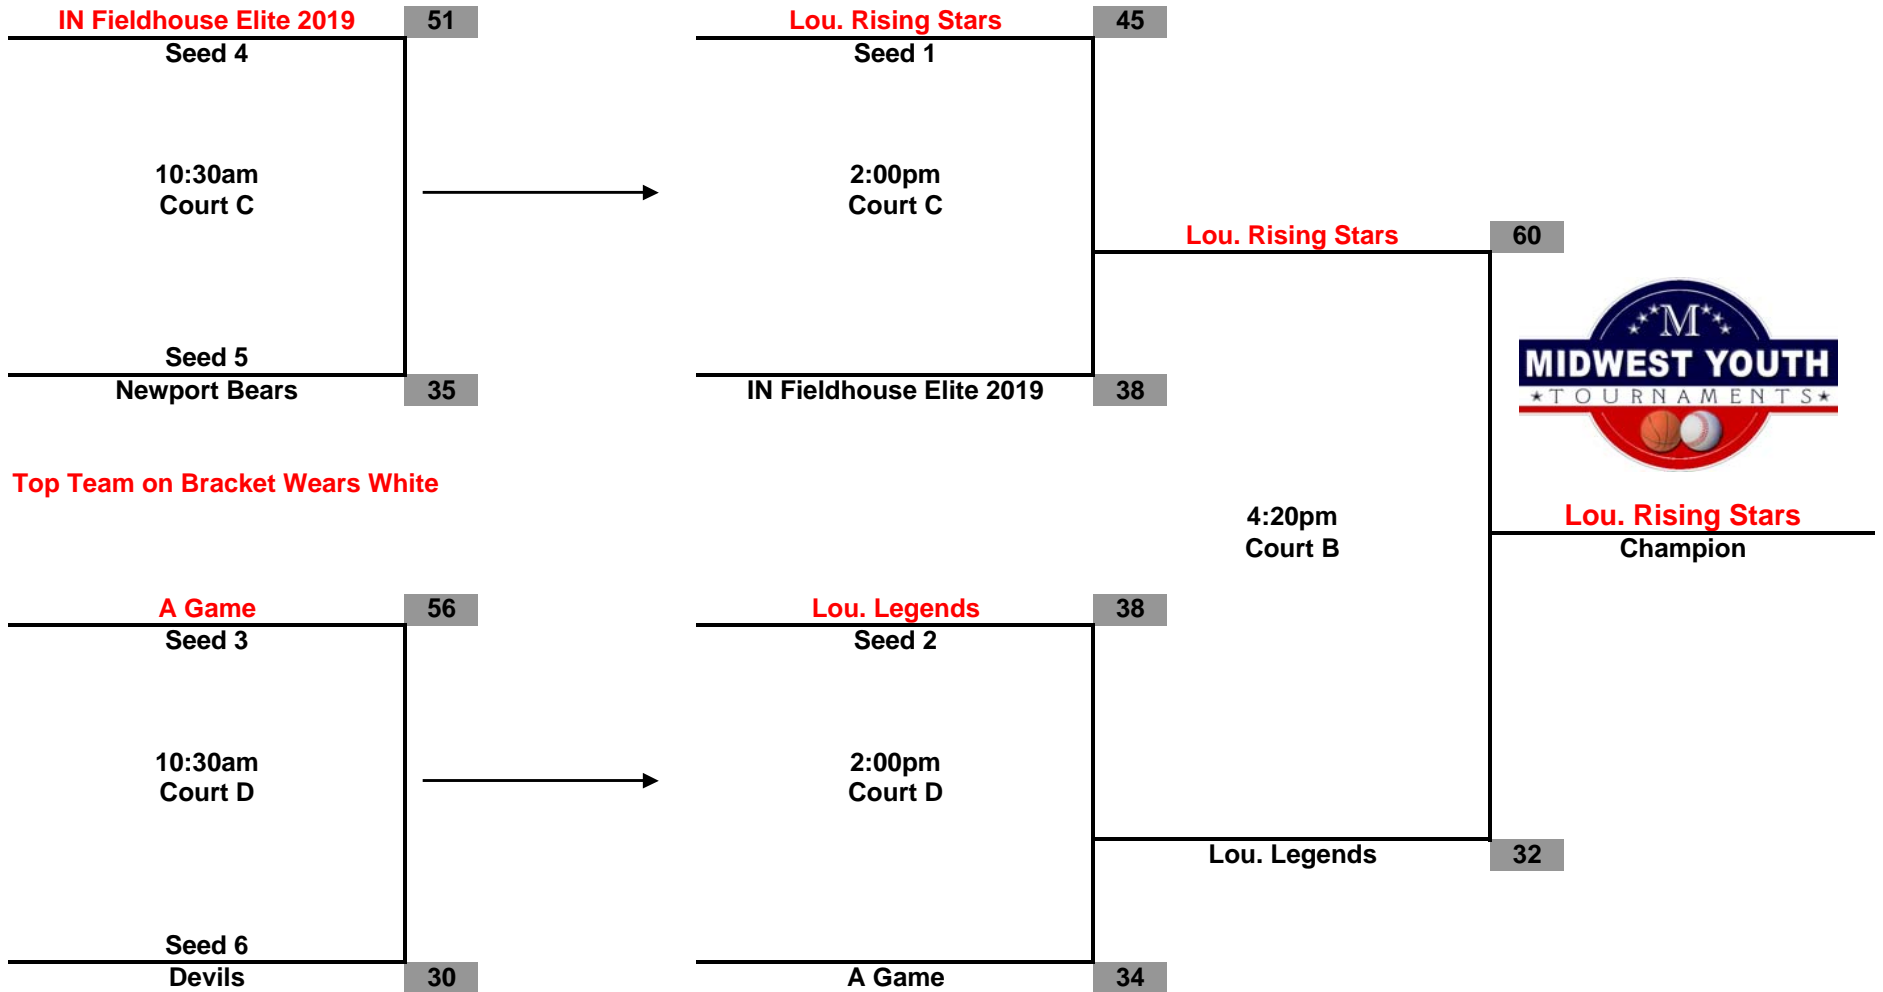 IN Fieldhouse Elite 2019 51 Lou. Rising Stars 45
Seed 4 Seed 1
10:30am 2:00pm
Court C Court C
Lou. Rising Stars 60
M
MIDWEST YOUTH
TOURNAMENTS
Seed 5
Newport Bears 35 IN Fieldhouse Elite 2019 38
Top Team on Bracket Wears White
4:20pm Lou. Rising Stars
Court B Champion
A Game 56 Lou. Legends 38
Seed 3 Seed 2
10:30am 2:00pm
Court D Court D
Lou. Legends 32
Seed 6
Devils 30 A Game 34